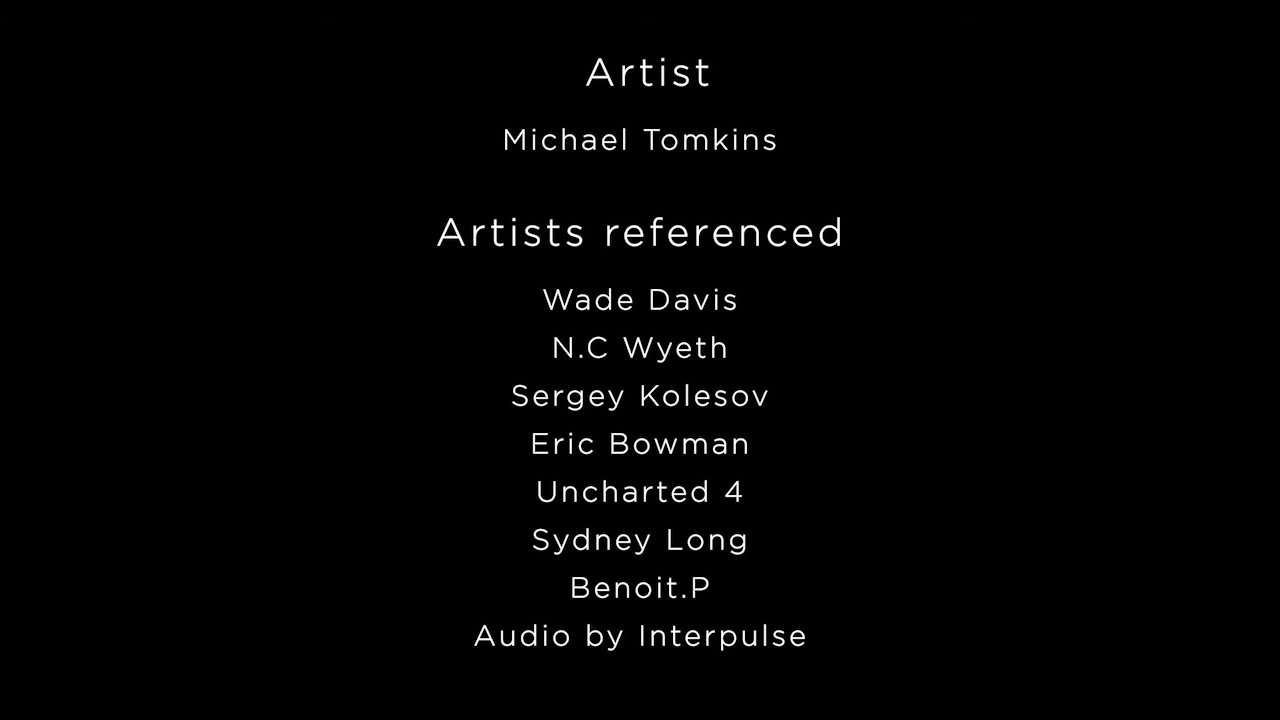 Artist
Michael Tomkins
Artists referenced
Wade Davis
N.C Wyeth
Sergey Kolesov
Eric Bowman
Uncharted 4
Sydney Long
Benoit.P
Audio by Interpulse